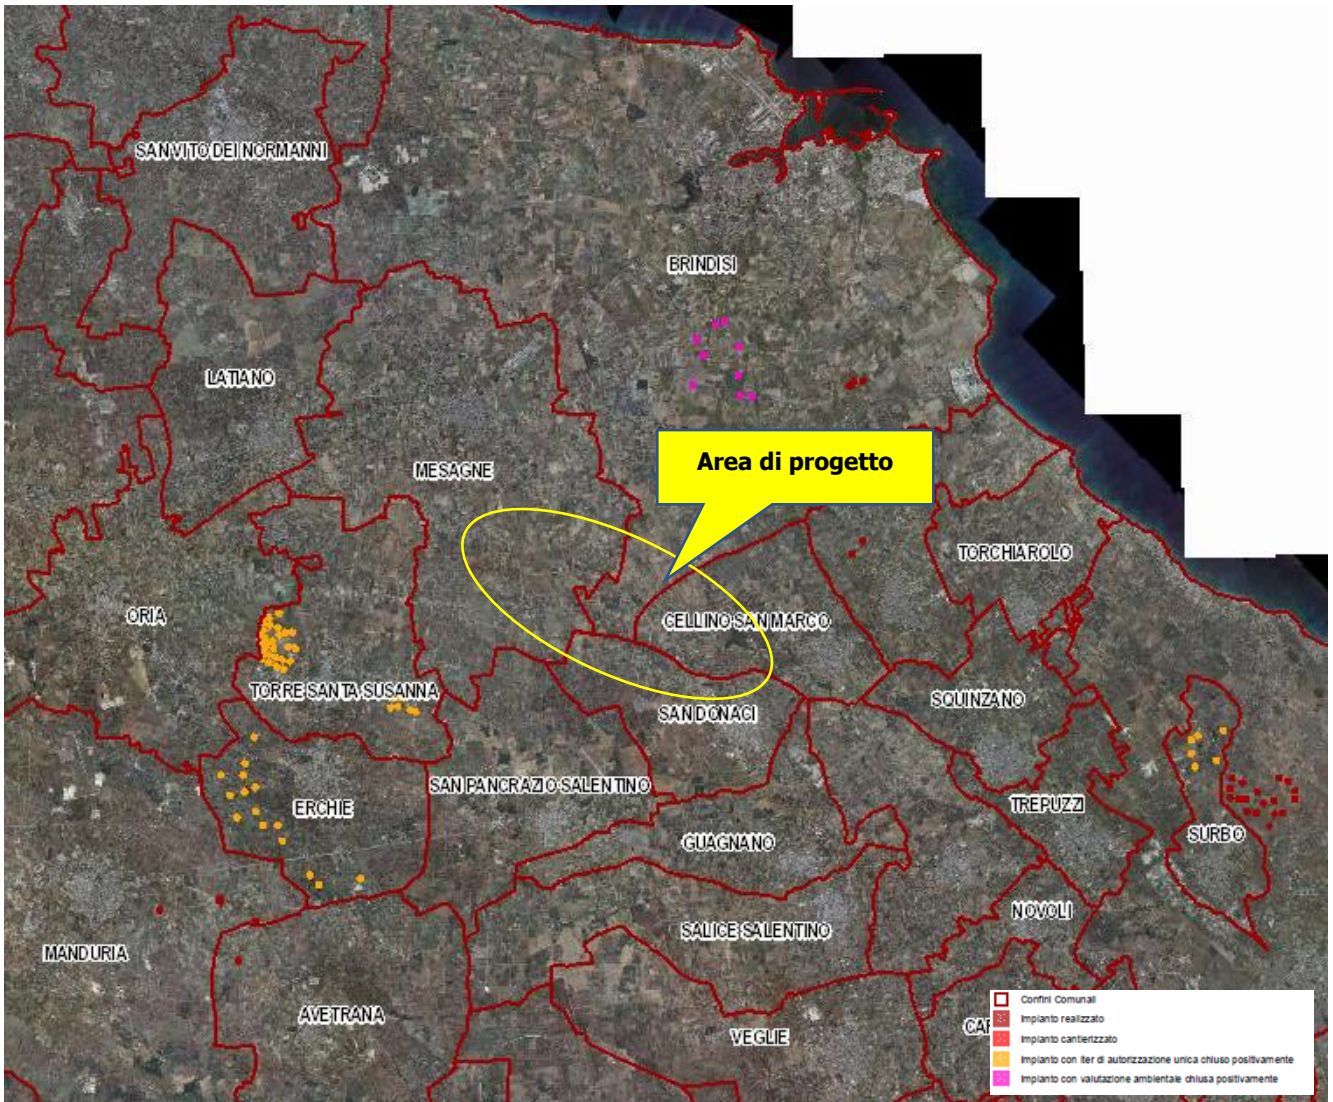 SAN VITO DEI NORMANNI
BRINDISI
LATIANO
MESAGNE
Area di progetto
TORCHIAROLO
ORIA
CELLINO SAN MARCO
TORRE SANTA SUSANNA
SQUINZANO
SAN DONACI
SAN PANCRAZIO SALENTINO
ERCHIE
TREPUZZI
SURBO
GUAGNANO
NOVOLI
SALICE SALENTINO
MANDURIA
AVETRANA
VEGLIE
CAR
Confini Comunali
Impianto realizzato
Impianto cantierizzato
Impianto con iter di autorizzazione unica chiuso positivamente
Impianto con valutazione ambientale chiusa positivamente